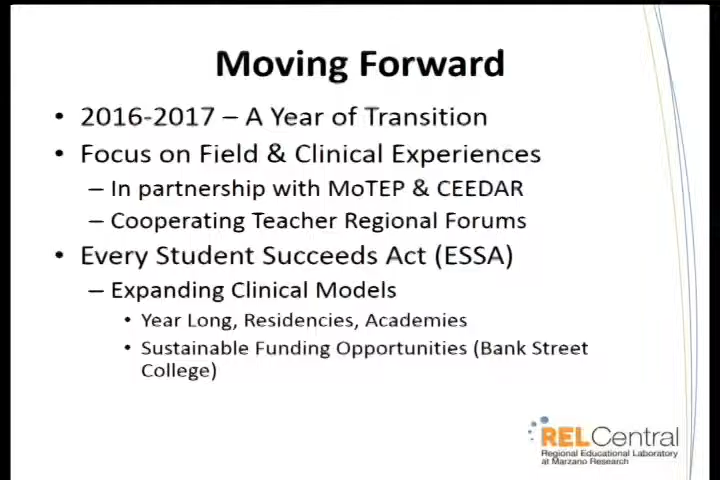 Moving Forward
• 2016-2017 – A Year of Transition
• Focus on Field & Clinical Experiences
– In partnership with MoTEP & CEEDAR
– Cooperating Teacher Regional Forums
• Every Student Succeeds Act (ESSA)
– Expanding Clinical Models
• Year Long, Residencies, Academies
• Sustainable Funding Opportunities (Bank Street
College)
REL Central
Regional Educational Laboratory
at Marzano Research